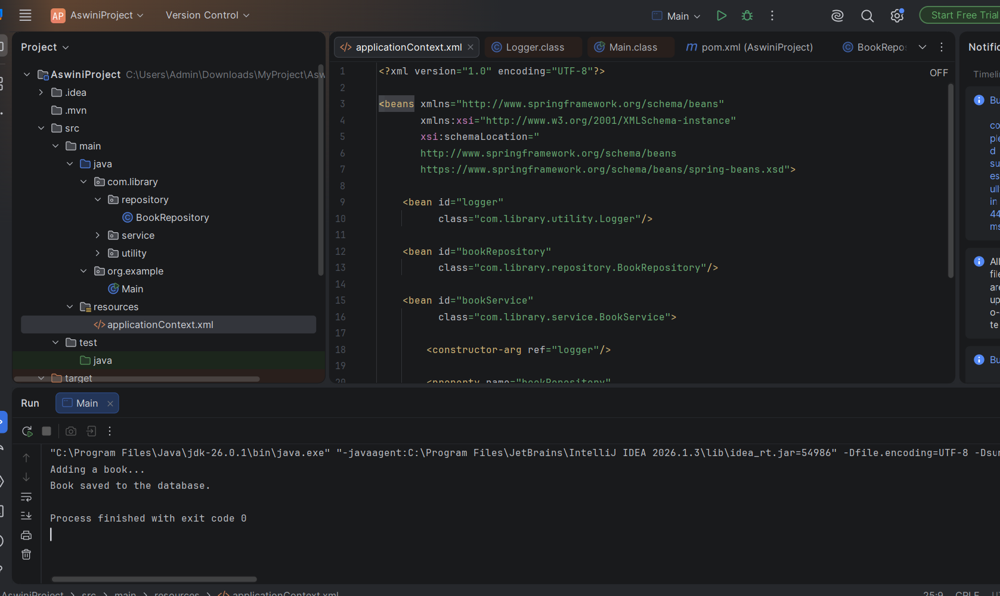 AP AswiniProject Version Control Main Start Free Trial
Project
AswiniProject C:\Users\Admin\Downloads\MyProject\Asw
.idea
.mvn
src
main
java
com.library
repository
BookRepository
service
utility
org.example
Main
resources
applicationContext.xml
test
java
target
applicationContext.xml Logger.class Main.class pom.xml (AswiniProject) BookRepos
OFF
1 <?xml version="1.0" encoding="UTF-8"?>
2
3 <beans xmlns="http://www.springframework.org/schema/beans"
4 xmlns:xsi="http://www.w3.org/2001/XMLSchema-instance"
5 xsi:schemaLocation="
6 http://www.springframework.org/schema/beans
7 https://www.springframework.org/schema/beans/spring-beans.xsd">
8
9 <bean id="logger"
10 class="com.library.utility.Logger"/>
11
12 <bean id="bookRepository"
13 class="com.library.repository.BookRepository"/>
14
15 <bean id="bookService"
16 class="com.library.service.BookService">
17
18 <constructor-arg ref="logger"/>
19
20 <property name="bookRepository"
Notific
Timeli
Bu
co
ple
d
su
es
ull
in
44
ms
All
file
are
up
o-
te
Bu
Run Main
"C:\Program Files\Java\jdk-26.0.1\bin\java.exe" "-javaagent:C:\Program Files\JetBrains\IntelliJ IDEA 2026.1.3\lib\idea_rt.jar=54986" -Dfile.encoding=UTF-8 -Dsun
Adding a book...
Book saved to the database.
Process finished with exit code 0
AswiniProject > src > main > resources > applicationContext.xml 25:9 CRLF